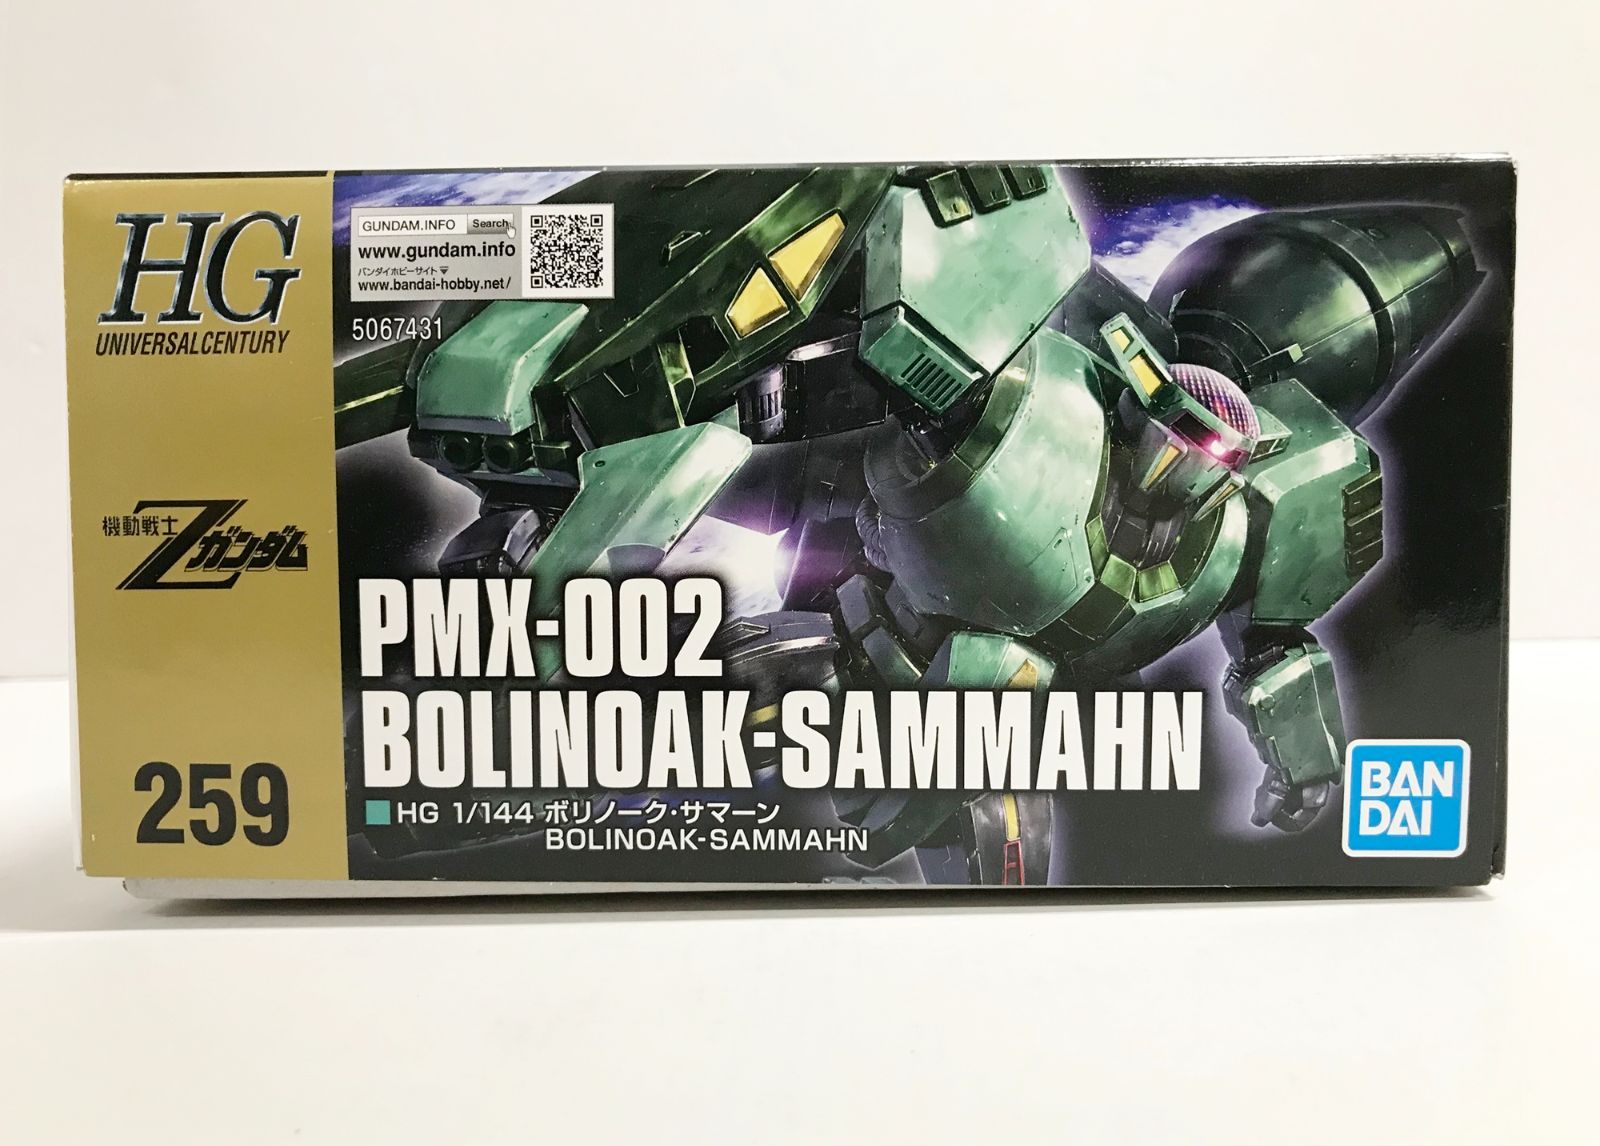 HG
UNIVERSAL CENTURY
機動戦士Zガンダム
259
GUNDAM.INFO Search
www.gundam.info
バンダイホビーサイト▼
www.bandai-hobby.net/
5067431
PMX-002
BOLINOAK-SAMMAHN
■HG 1/144 ボリノーク・サマーン
BOLINOAK-SAMMAHN
BAN
DAI